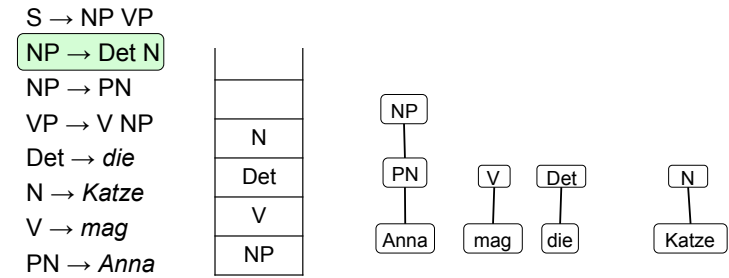 S → NP VP
NP → Det N
NP → PN
VP → V NP
Det → die
N → Katze
V → mag
PN → Anna
N
Det
V
NP
NP
PN V Det N
Anna mag die Katze